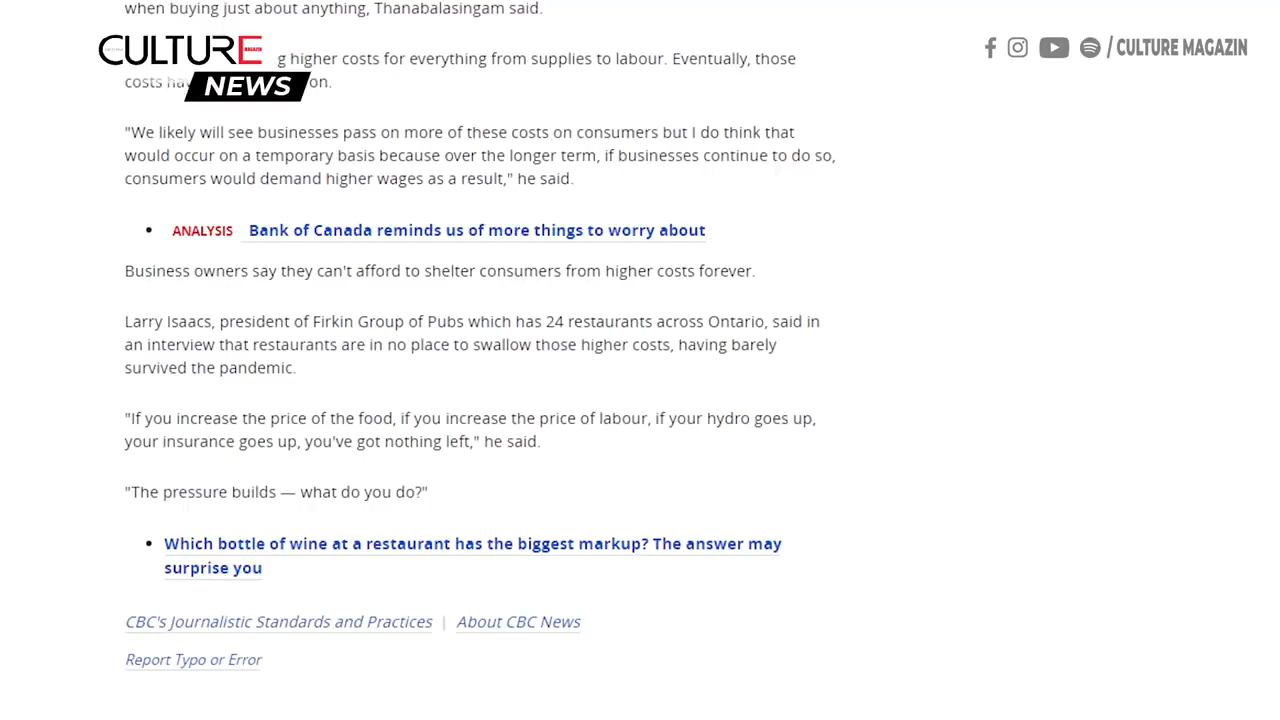 when buying just about anything, Thanabalasingam said.
CULTURE
NEWS
/ CULTURE MAGAZIN
g higher costs for everything from supplies to labour. Eventually, those
costs on.
"We likely will see businesses pass on more of these costs on consumers but I do think that
would occur on a temporary basis because over the longer term, if businesses continue to do so,
consumers would demand higher wages as a result," he said.
• ANALYSIS Bank of Canada reminds us of more things to worry about
Business owners say they can't afford to shelter consumers from higher costs forever.
Larry Isaacs, president of Firkin Group of Pubs which has 24 restaurants across Ontario, said in
an interview that restaurants are in no place to swallow those higher costs, having barely
survived the pandemic.
"If you increase the price of the food, if you increase the price of labour, if your hydro goes up,
your insurance goes up, you've got nothing left," he said.
"The pressure builds — what do you do?"
• Which bottle of wine at a restaurant has the biggest markup? The answer may
surprise you
CBC's Journalistic Standards and Practices | About CBC News
Report Typo or Error